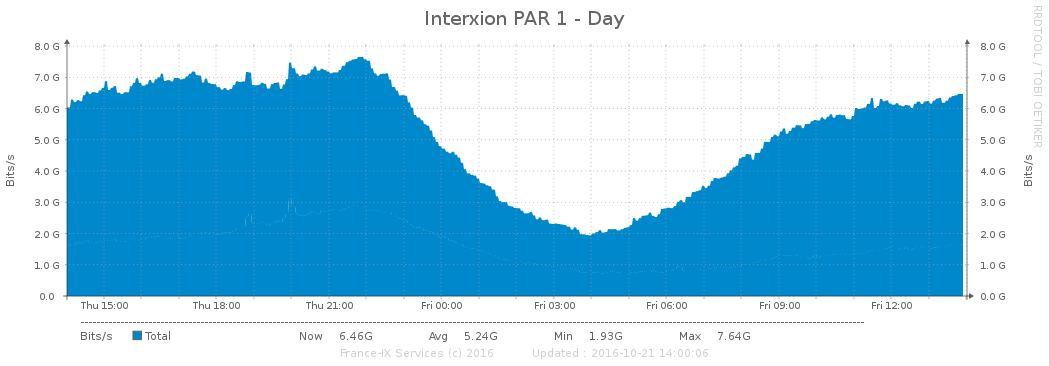 Interxion PAR 1 - Day
RRDTOOL / TOBI OETIKER
Bits/s
8.0 G
7.0 G
6.0 G
5.0 G
4.0 G
3.0 G
2.0 G
1.0 G
0.0
8.0 G
7.0 G
6.0 G
5.0 G
4.0 G
3.0 G
2.0 G
1.0 G
0.0 G
Bits/s
Thu 15:00 Thu 18:00 Thu 21:00 Fri 00:00 Fri 03:00 Fri 06:00 Fri 09:00 Fri 12:00
Bits/s Total Now 6.46G Avg 5.24G Min 1.93G Max 7.64G
France-IX Services (c) 2016 Updated : 2016-10-21 14:00:06